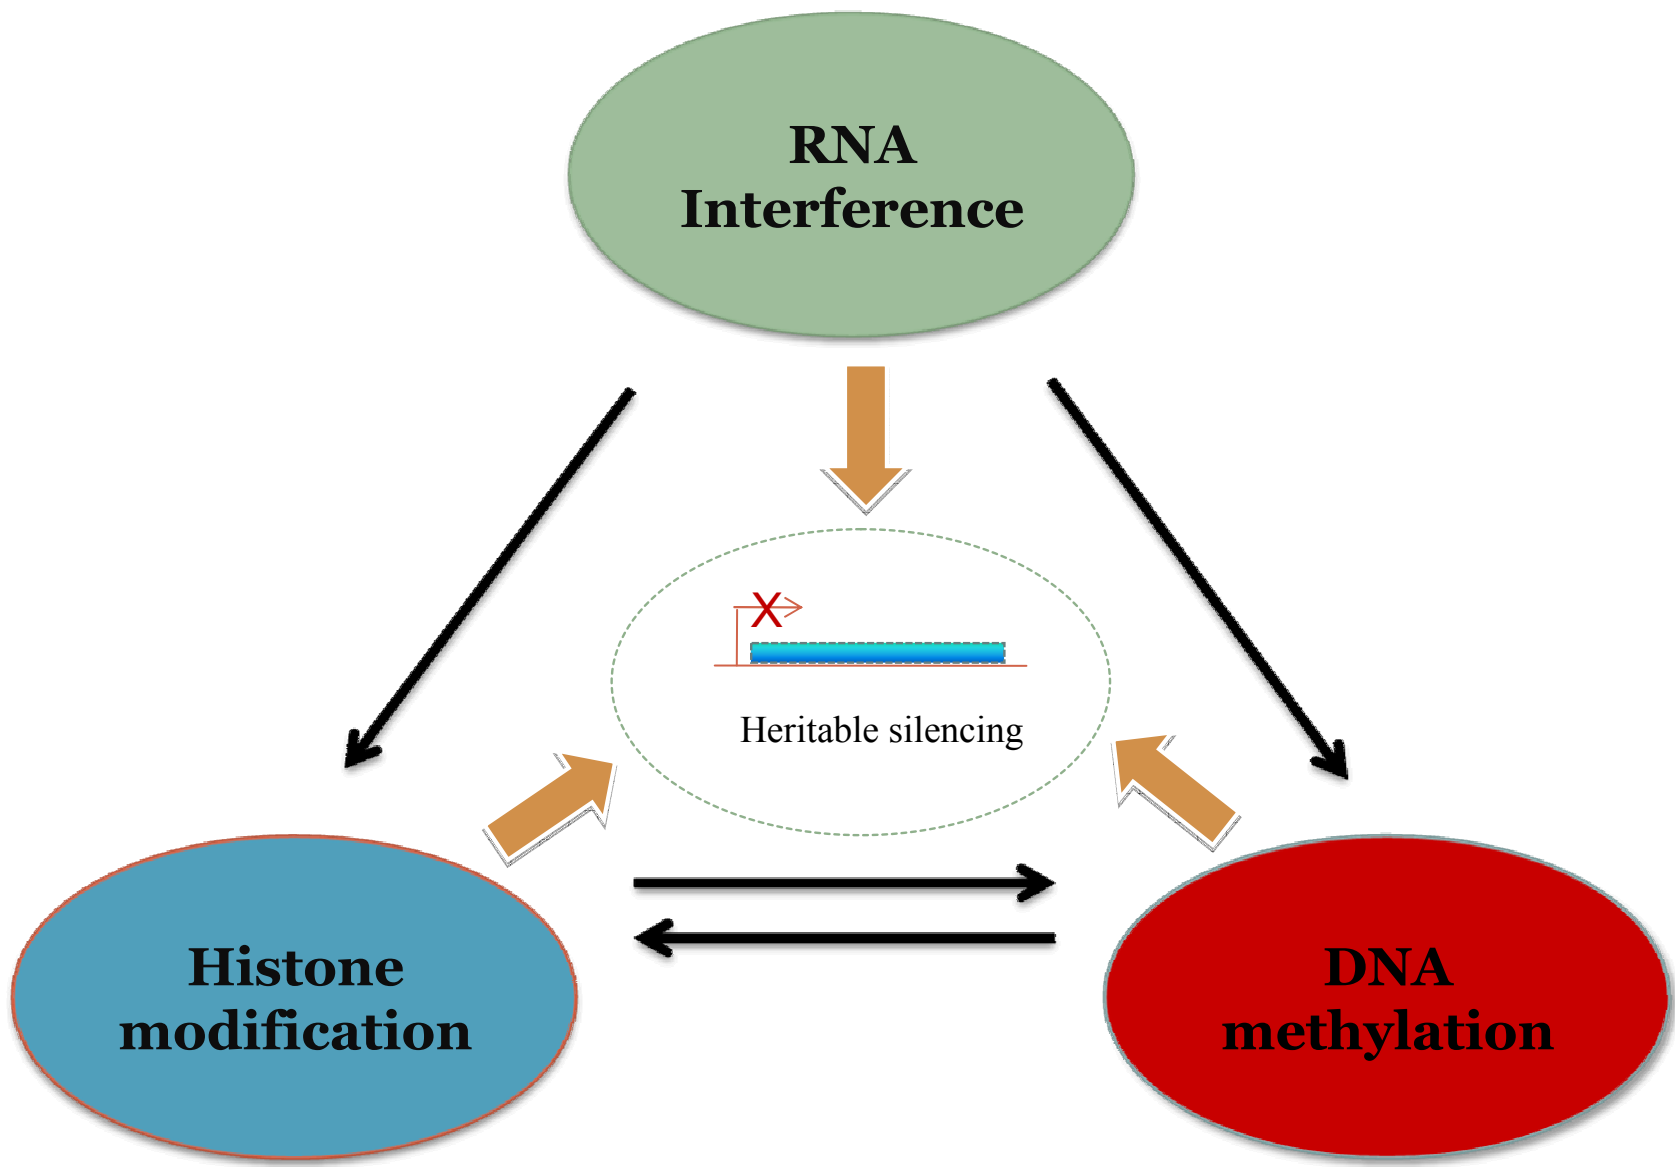 RNA
Interference
X
Heritable silencing
Histone
modification
DNA
methylation